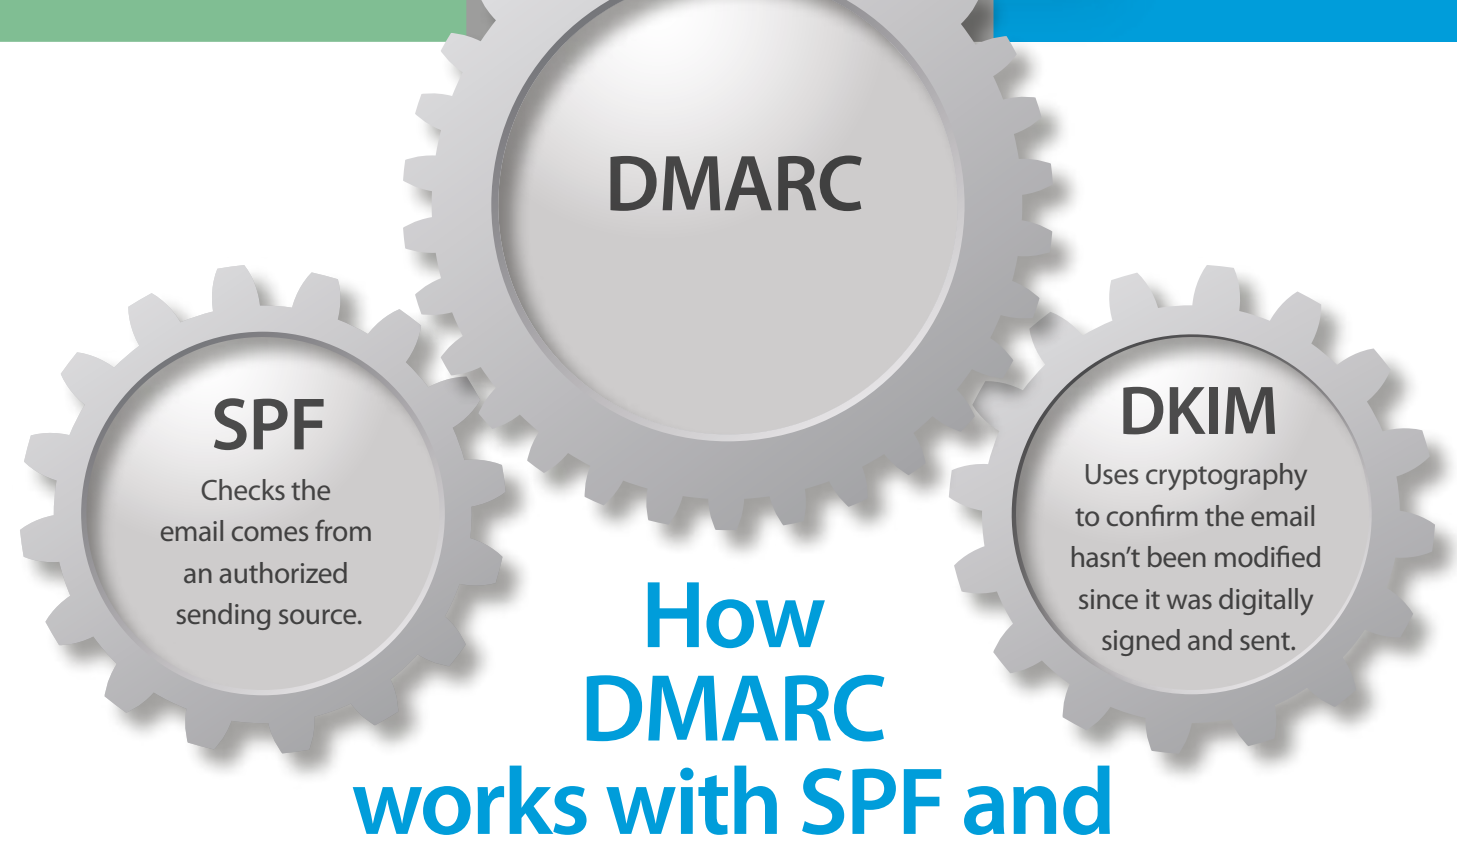 DMARC
SPF
Checks the
email comes from
an authorized
sending source.
DKIM
Uses cryptography
to confirm the email
hasn't been modified
since it was digitally
signed and sent.
How
DMARC
works with SPF and